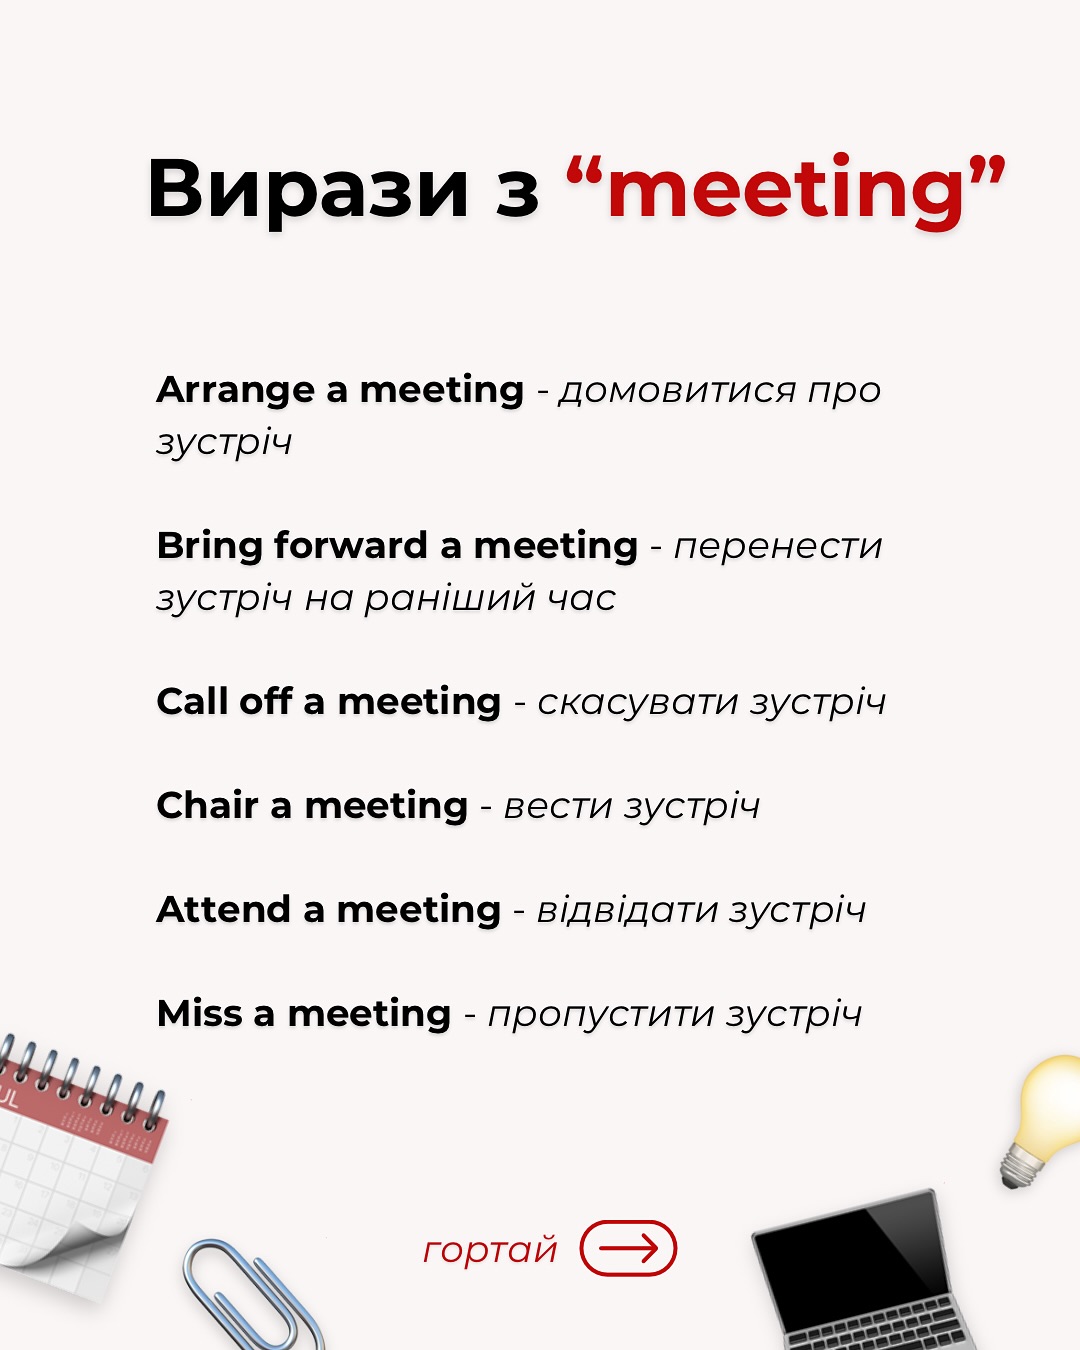 Вирази з “meeting”
Arrange a meeting - домовитися про
зустріч
Bring forward a meeting - перенести
зустріч на раніший час
Call off a meeting - скасувати зустріч
Chair a meeting - вести зустріч
Attend a meeting - відвідати зустріч
Miss a meeting - пропустити зустріч
UL
гортай